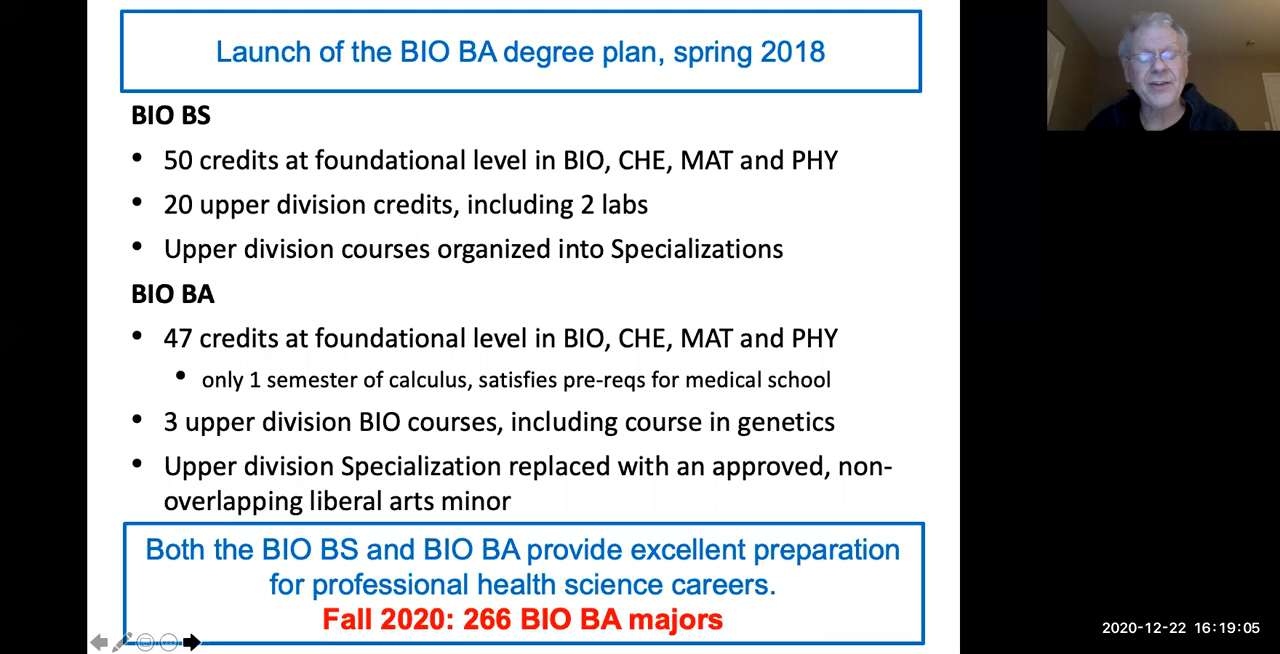 Launch of the BIO BA degree plan, spring 2018
BIO BS
• 50 credits at foundational level in BIO, CHE, MAT and PHY
• 20 upper division credits, including 2 labs
• Upper division courses organized into Specializations
BIO BA
• 47 credits at foundational level in BIO, CHE, MAT and PHY
• only 1 semester of calculus, satisfies pre-reqs for medical school
• 3 upper division BIO courses, including course in genetics
• Upper division Specialization replaced with an approved, non-
overlapping liberal arts minor
Both the BIO BS and BIO BA provide excellent preparation
for professional health science careers.
Fall 2020: 266 BIO BA majors
2020-12-22 16:19:05